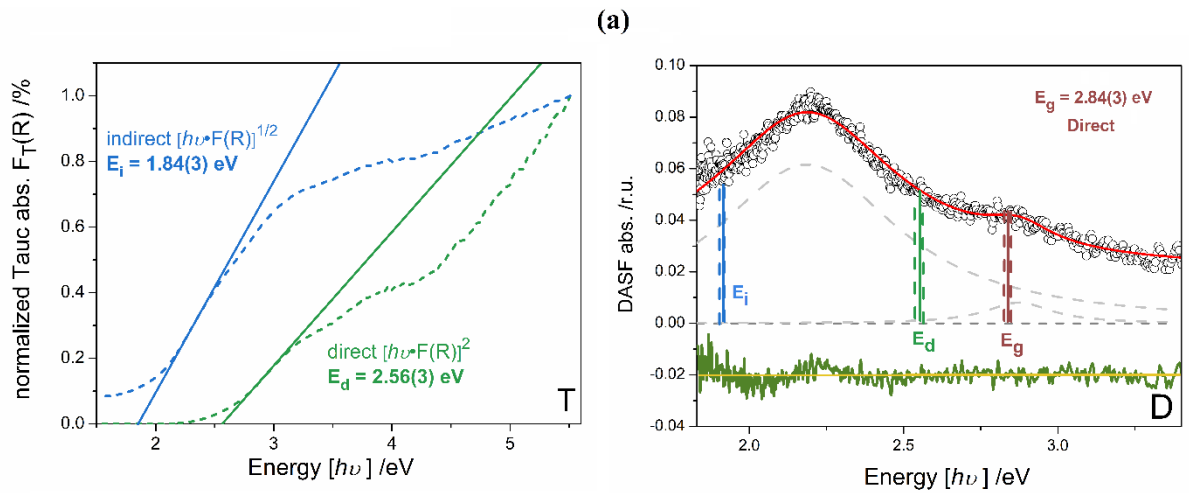 (a)
normalized Tauc abs. F_T(R) /%
1.0
0.8
0.6
0.4
0.2
0.0
indirect [hυ•F(R)]^1/2
E_i = 1.84(3) eV
direct [hυ•F(R)]^2
E_d = 2.56(3) eV
T
2
3
4
5
Energy [hυ] /eV
DASF abs. /r.u.
0.10
0.08
0.06
0.04
0.02
0.00
-0.02
-0.04
E_g = 2.84(3) eV
Direct
E_i
E_d
E_g
D
2.0
2.5
3.0
Energy [hυ] /eV